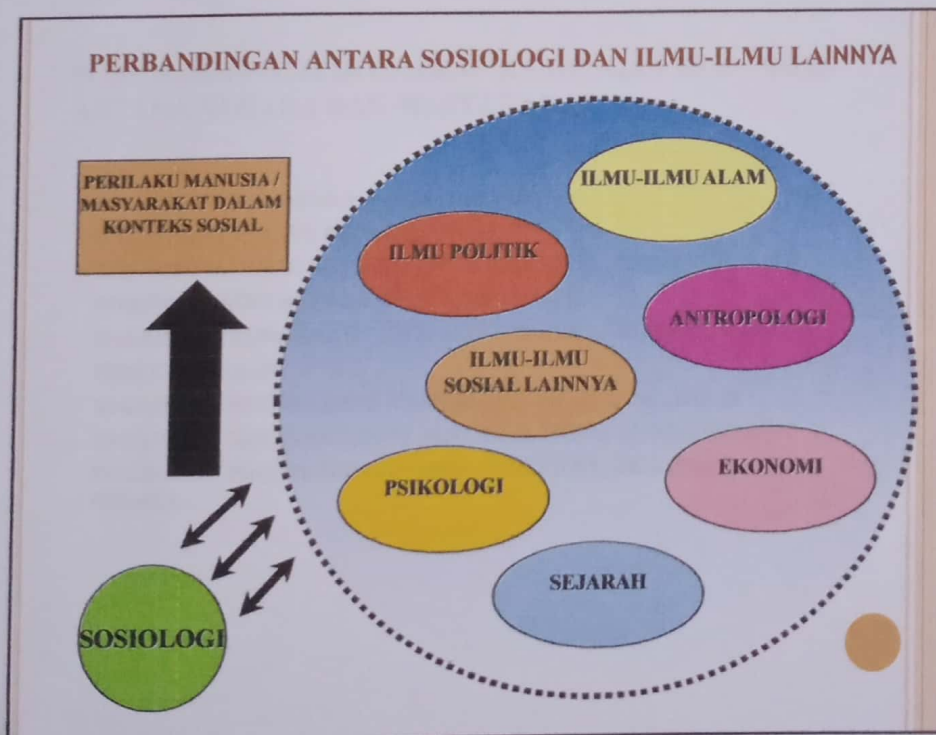 PERBANDINGAN ANTARA SOSIOLOGI DAN ILMU-ILMU LAINNYA
PERILAKU MANUSIA /
MASYARAKAT DALAM
KONTEKS SOSIAL
ILMU-ILMU ALAM
ILMU POLITIK
ANTROPOLOGI
ILMU-ILMU
SOSIAL LAINNYA
EKONOMI
PSIKOLOGI
SEJARAH
SOSIOLOGI